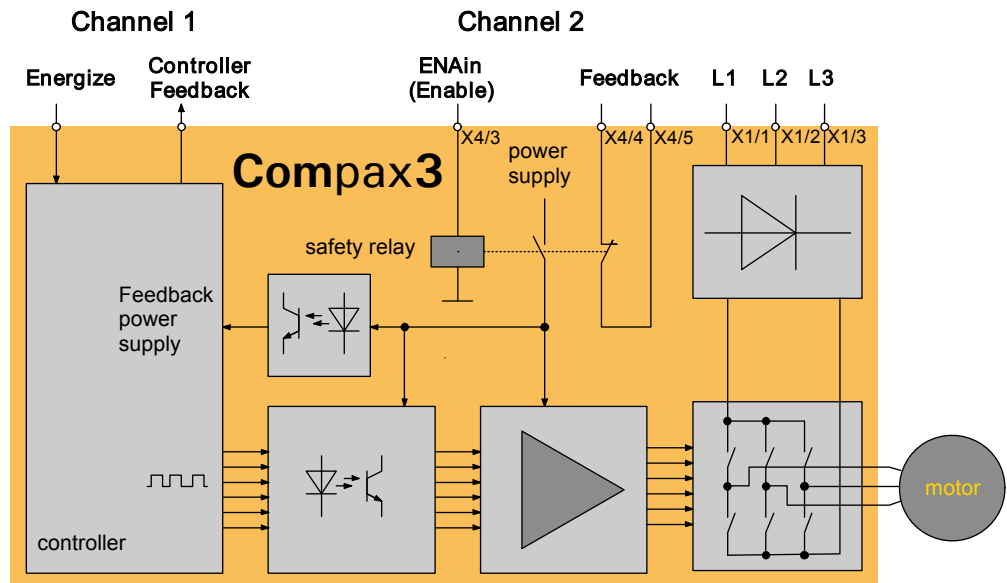 Channel 1
Channel 2
Energize
Controller
Feedback
ENAin
(Enable)
Feedback
L1
L2
L3
X4/3
X4/4
X4/5
X1/1
X1/2
X1/3
Compax3
power
supply
safety relay
Feedback
power
supply
controller
motor